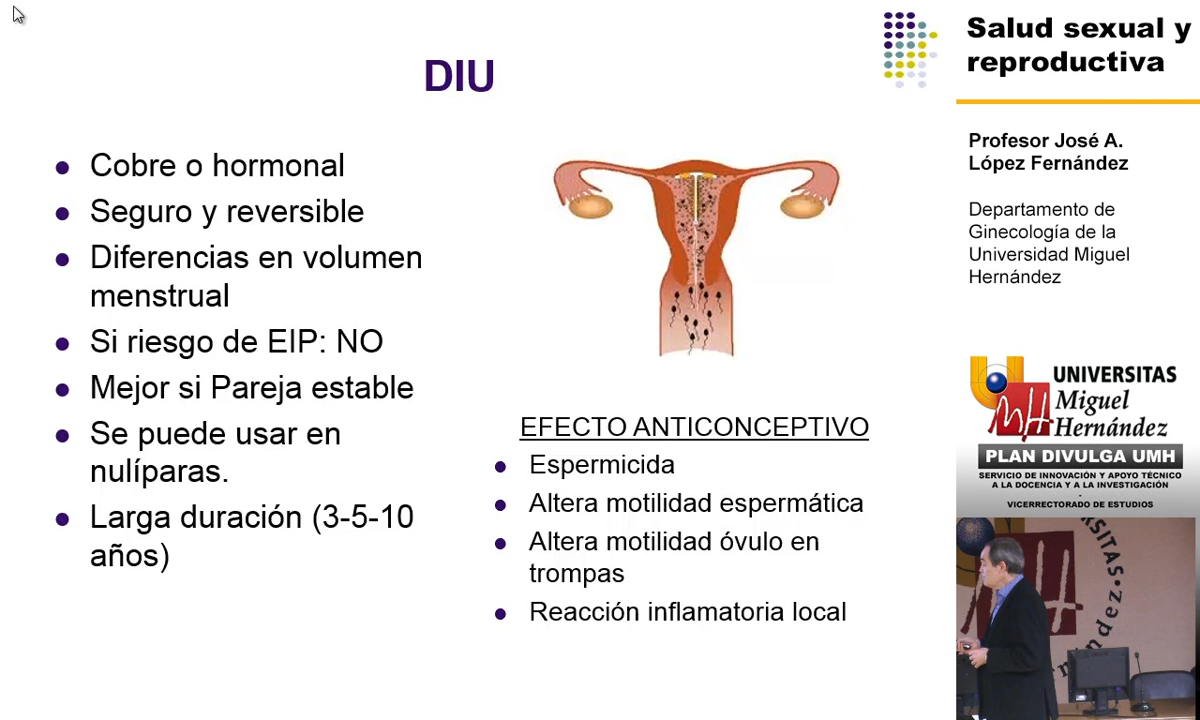 DIU
Cobre o hormonal
Seguro y reversible
Diferencias en volumen
menstrual
Si riesgo de EIP: NO
Mejor si Pareja estable
Se puede usar en
nulíparas.
Larga duración (3-5-10
años)
EFECTO ANTICONCEPTIVO
Espermicida
Altera motilidad espermática
Altera motilidad óvulo en
trompas
Reacción inflamatoria local
Salud sexual y
reproductiva
Profesor José A.
López Fernández
Departamento de
Ginecología de la
Universidad Miguel
Hernández
UNIVERSITAS
Miguel
Hernández
PLAN DIVULGA UMH
SERVICIO DE INNOVACIÓN Y APOYO TÉCNICO
A LA DOCENCIA Y A LA INVESTIGACIÓN
-
VICERRECTORADO DE ESTUDIOS